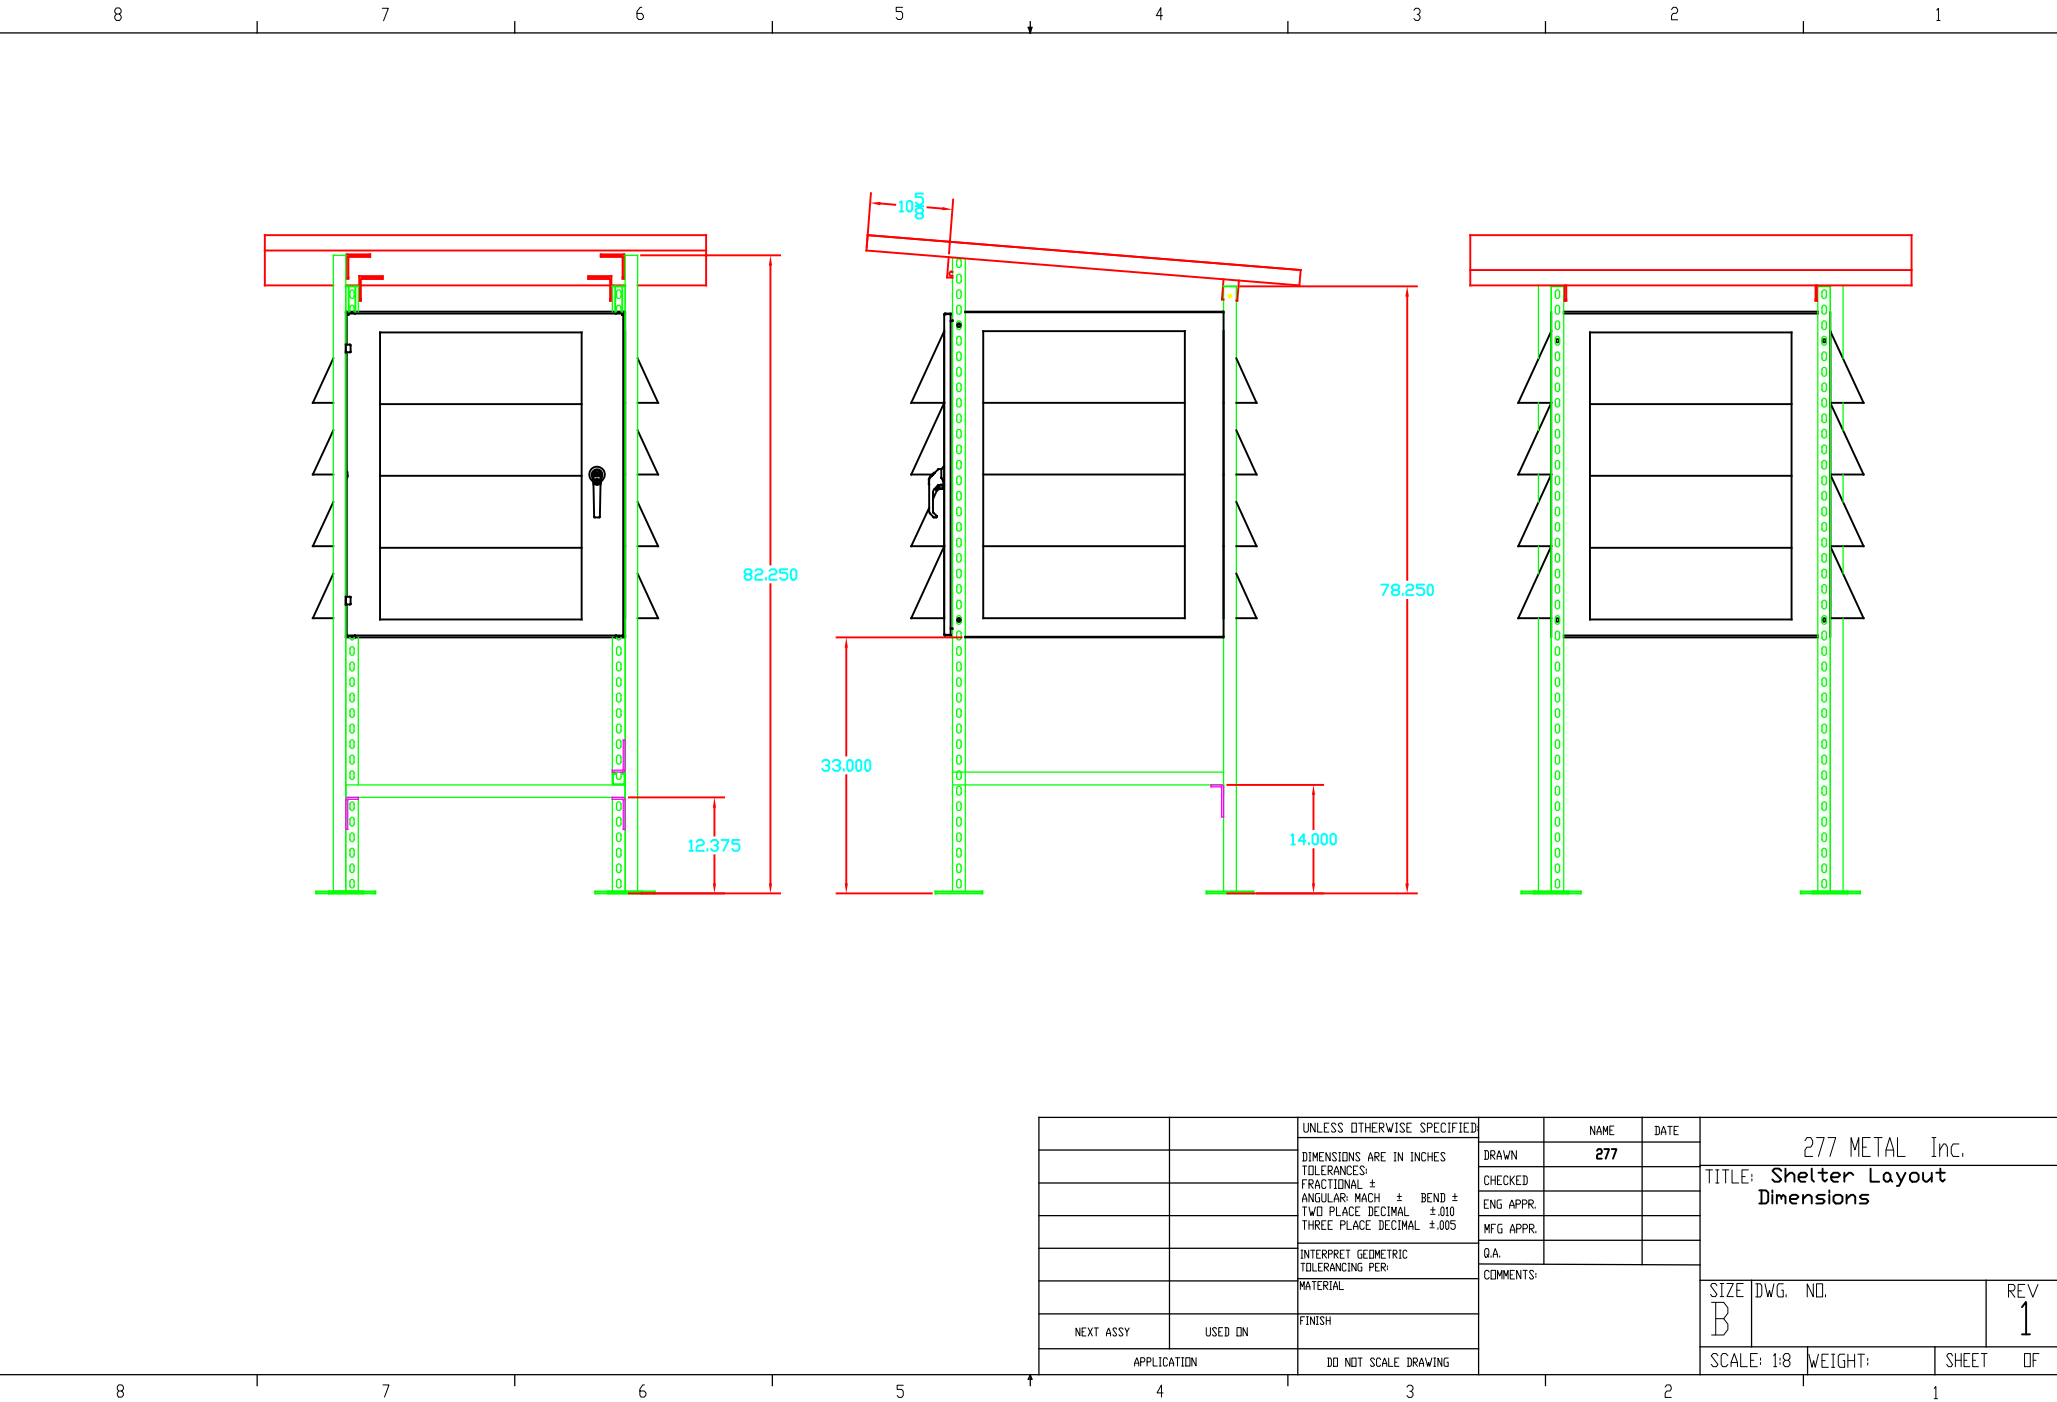 8 7 6 5 4 3 2 1
10 5/8
82.250
78.250
33.000
12.375
14.000
UNLESS OTHERWISE SPECIFIED:
DIMENSIONS ARE IN INCHES
TOLERANCES:
FRACTIONAL ±
ANGULAR: MACH ± BEND ±
TWO PLACE DECIMAL ±.010
THREE PLACE DECIMAL ±.005
INTERPRET GEOMETRIC
TOLERANCING PER:
MATERIAL
FINISH
DO NOT SCALE DRAWING
NEXT ASSY USED ON
APPLICATION
NAME DATE
DRAWN 277
CHECKED
ENG APPR.
MFG APPR.
Q.A.
COMMENTS:
277 METAL Inc.
TITLE: Shelter Layout
Dimensions
SIZE DWG. NO. REV
B 1
SCALE: 1:8 WEIGHT: SHEET OF
8 7 6 5 4 3 2 1